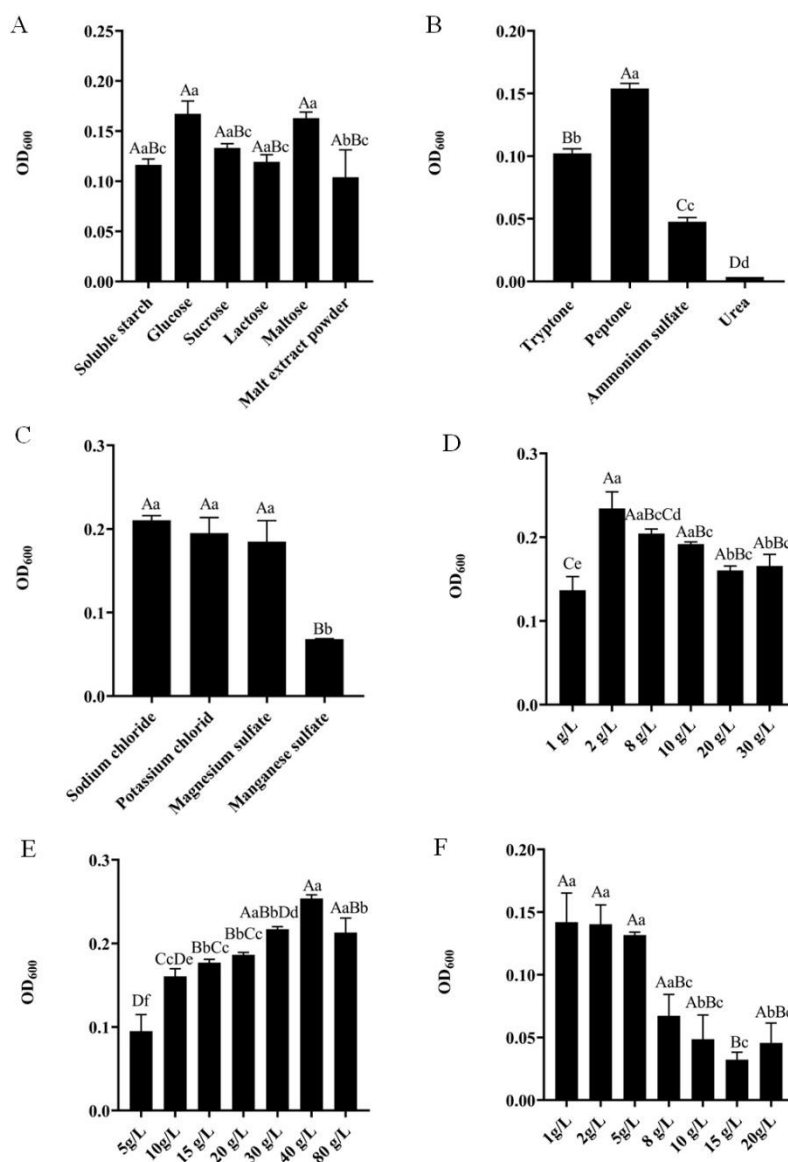 A
OD600
0.25
0.20
0.15
0.10
0.05
0.00
AaBc
Aa
AaBc
AaBc
Aa
AbBc
Soluble starch
Glucose
Sucrose
Lactose
Maltose
Malt extract powder
B
OD600
0.20
0.15
0.10
0.05
0.00
Bb
Aa
Cc
Dd
Tryptone
Peptone
Ammonium sulfate
Urea
C
OD600
0.3
0.2
0.1
0.0
Aa
Aa
Aa
Bb
Sodium chloride
Potassium chlorid
Magnesium sulfate
Manganese sulfate
D
OD600
0.3
0.2
0.1
0.0
Ce
Aa
AaBcCd
AaBc
AbBc
AbBc
1 g/L
2 g/L
8 g/L
10 g/L
20 g/L
30 g/L
E
OD600
0.3
0.2
0.1
0.0
Df
CcDe
BbCc
BbCc
AaBbDd
Aa
AaBb
5g/L
10g/L
15 g/L
20 g/L
30 g/L
40 g/L
80 g/L
F
OD600
0.20
0.15
0.10
0.05
0.00
Aa
Aa
Aa
AaBc
AbBc
Bc
AbBc
1g/L
2g/L
5g/L
8 g/L
10 g/L
15 g/L
20g/L